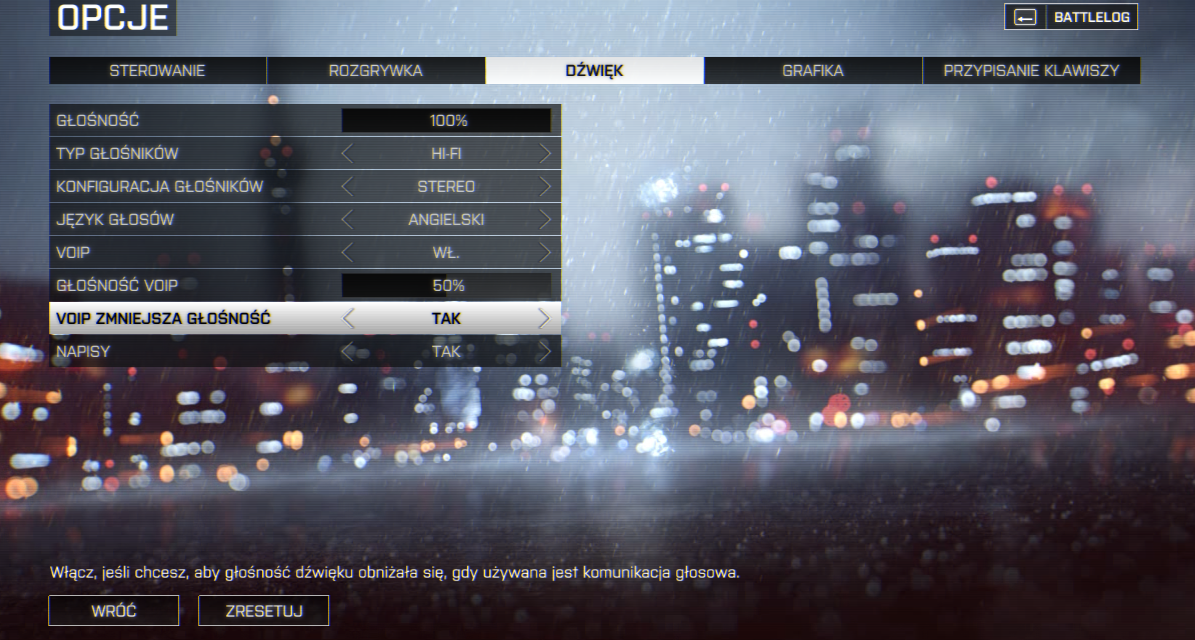 OPCJE
BATTLELOG
STEROWANIE ROZGRYWKA DŹWIĘK GRAFIKA PRZYPISANIE KLAWISZY
GŁOŚNOŚĆ 100%
TYP GŁOŚNIKÓW HI-FI
KONFIGURACJA GŁOŚNIKÓW STEREO
JĘZYK GŁOSÓW ANGIELSKI
VOIP WŁ.
GŁOŚNOŚĆ VOIP 50%
VOIP ZMNIEJSZA GŁOŚNOŚĆ TAK
NAPISY TAK
Włącz, jeśli chcesz, aby głośność dźwięku obniżała się, gdy używana jest komunikacja głosowa.
WRÓĆ ZRESETUJ